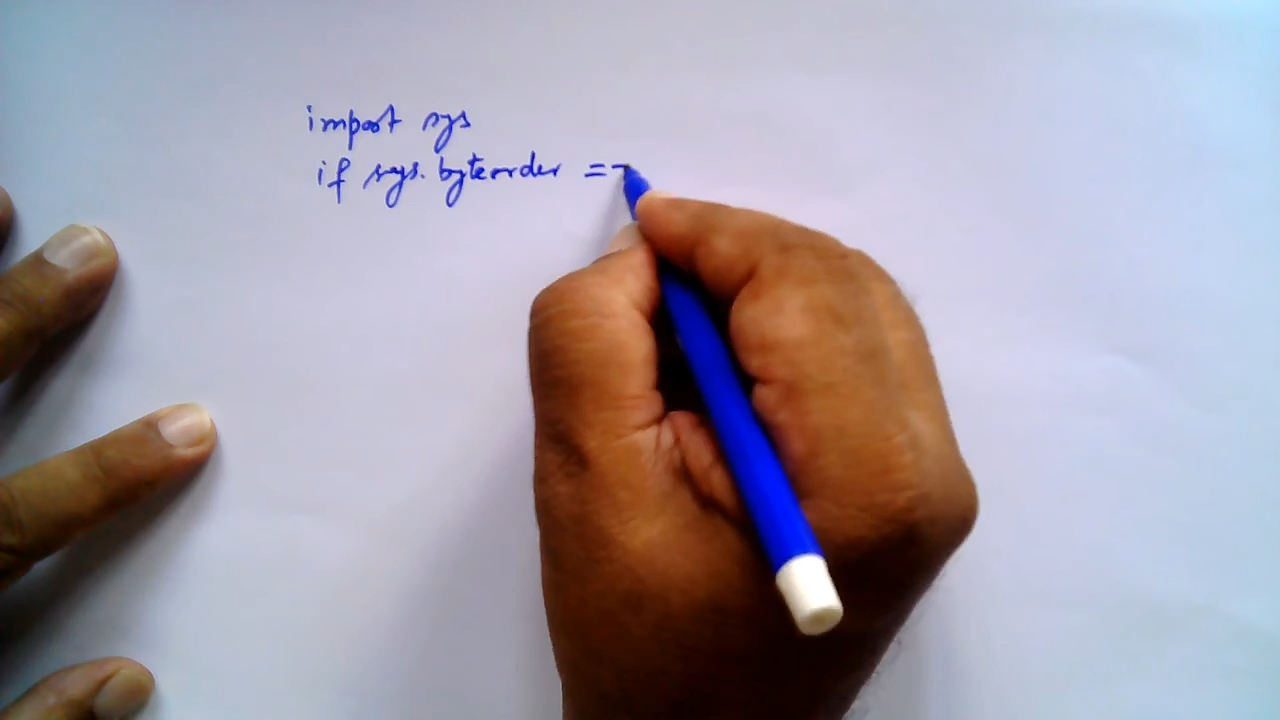 import sys
if sys.byteorder ==